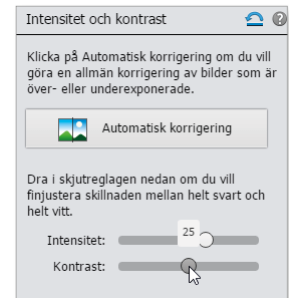 Intensitet och kontrast
Klicka på Automatisk korrigering om du vill
göra en allmän korrigering av bilder som är
över- eller underexponerade.
Automatisk korrigering
Dra i skjutreglagen nedan om du vill
finjustera skillnaden mellan helt svart och
helt vitt.
25
Intensitet:
Kontrast: